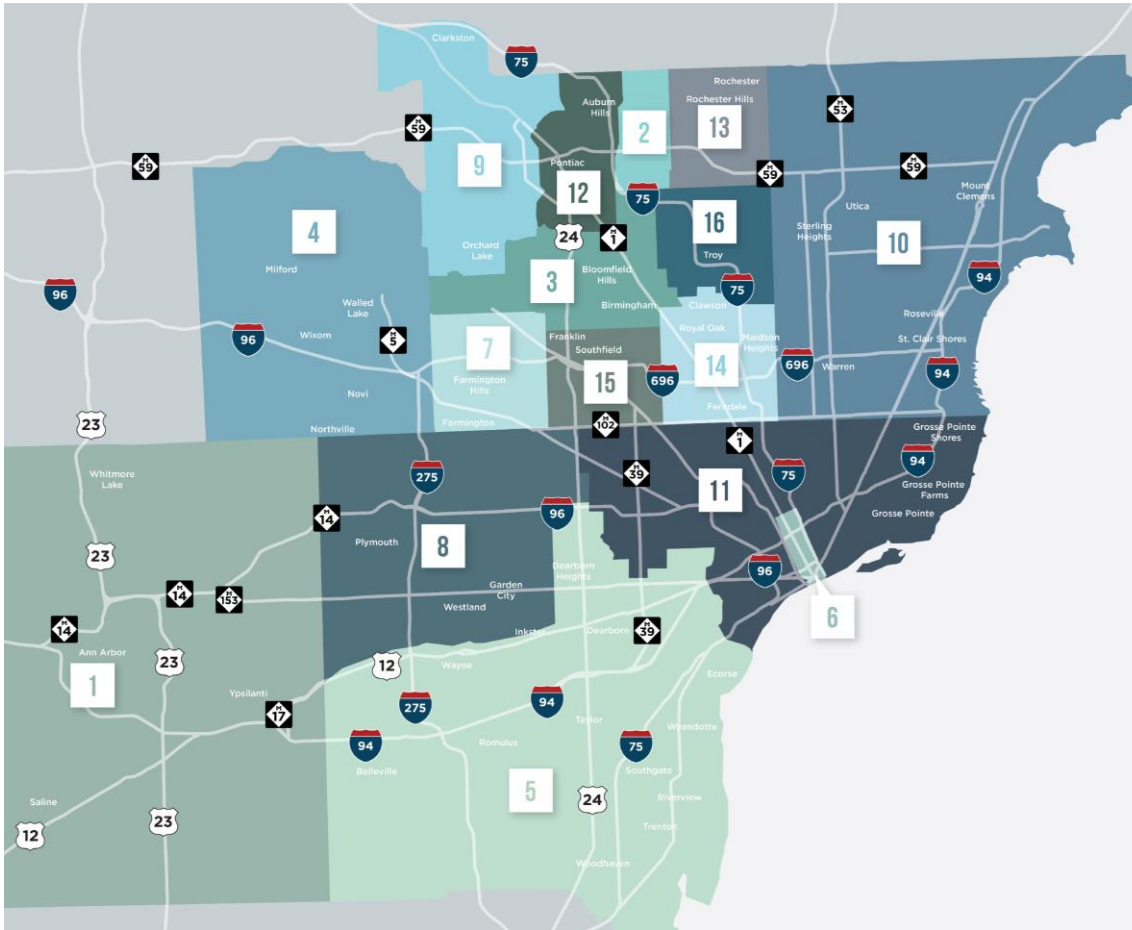 Clarkston
75
Rochester
Auburn
Hills
Rochester Hills
M
53
2
13
M
59
M
59
9
Pontiac
M
59
M
59
12
Mount
Clemens
75
16
Utica
4
24
M
1
Sterling
Heights
10
Orchard
Lake
Troy
Milford
3
Bloomfield
Hills
94
96
75
Walled
Lake
Birmingham
Clawson
Roseville
Wixom
96
M
5
Franklin
Royal Oak
Maidson
Heights
St. Clair Shores
7
Southfield
14
696
Warren
94
Farmington
Hills
15
696
Novi
Ferndale
23
Northville
Farmington
M
102
M
1
Grosse Pointe
Shores
Whitmore
Lake
275
M
39
75
94
11
Grosse Pointe
Farms
M
14
96
Grosse Pointe
23
Plymouth
8
Dearborn
Heights
96
M
14
M
153
Garden
City
Westland
6
M
14
Inkster
Dearborn
M
39
Ann Arbor
23
12
Wayne
Ecorse
1
Ypsilanti
M
17
275
94
Taylor
Wyandotte
94
Romulus
75
Belleville
Southgate
5
Riverview
Saline
24
23
12
Trenton
Woodhaven